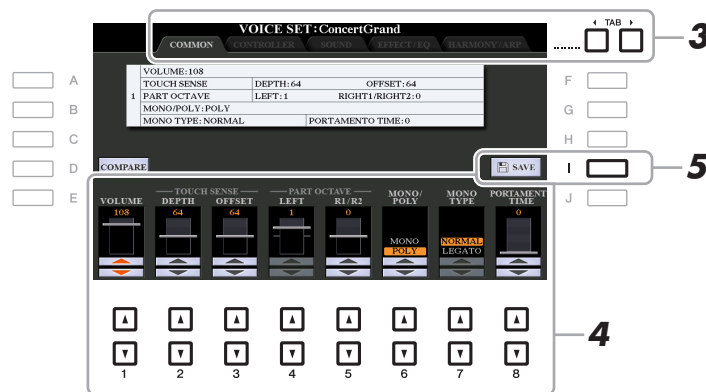 VOICE SET:ConcertGrand
TAB
3
COMMON CONTROLLER SOUND EFFECT/EQ HARMONY/ARP
VOLUME:108
TOUCH SENSE DEPTH:64 OFFSET:64
1 PART OCTAVE LEFT:1 RIGHT1/RIGHT2:0
MONO/POLY:POLY
MONO TYPE:NORMAL PORTAMENTO TIME:0
A
B
C
D
E
F
G
H
I
J
COMPARE
SAVE
5
TOUCH SENSE PART OCTAVE MONO/ MONO PORTAMENT
VOLUME DEPTH OFFSET LEFT R1/R2 POLY TYPE TIME
108 64 64 1 0 0
MONO NORMAL
POLY LEGATO
4
1 2 3 4 5 6 7 8